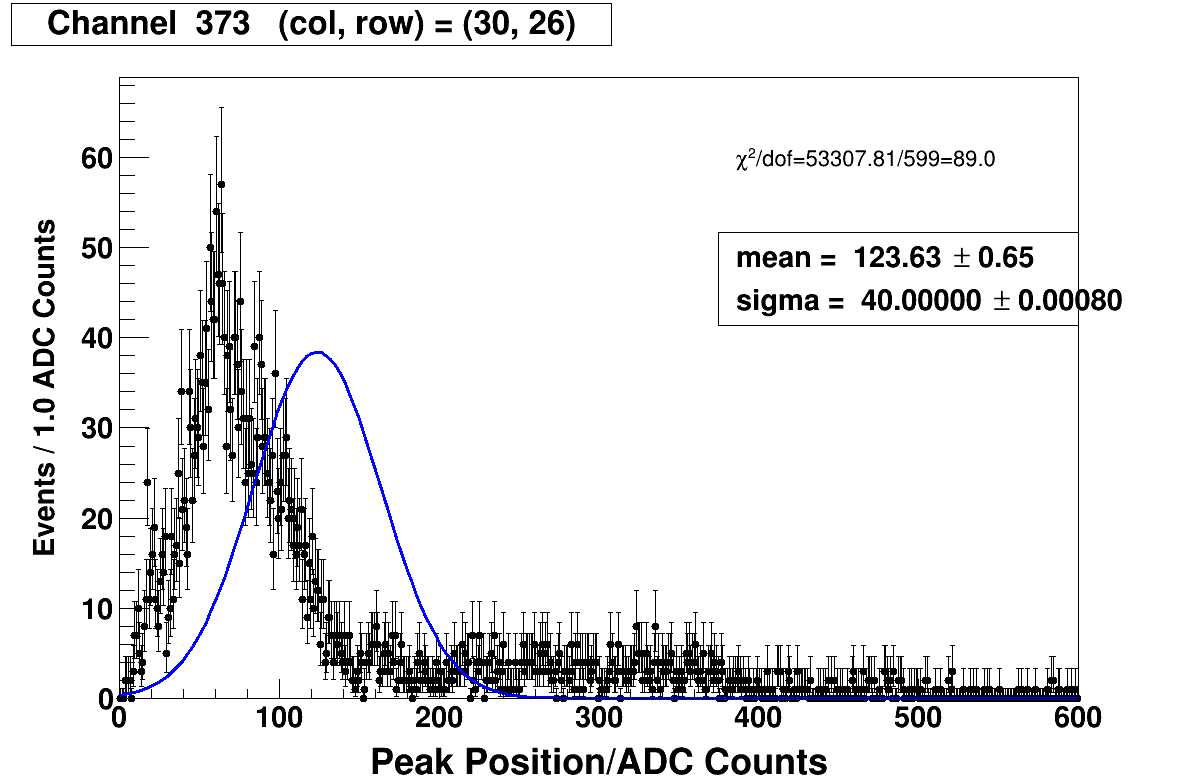 Channel 373 (col, row) = (30, 26)
χ²/dof=53307.81/599=89.0
mean = 123.63 ± 0.65
sigma = 40.00000 ± 0.00080
Events / 1.0 ADC Counts
60
50
40
30
20
10
0
0 100 200 300 400 500 600
Peak Position/ADC Counts